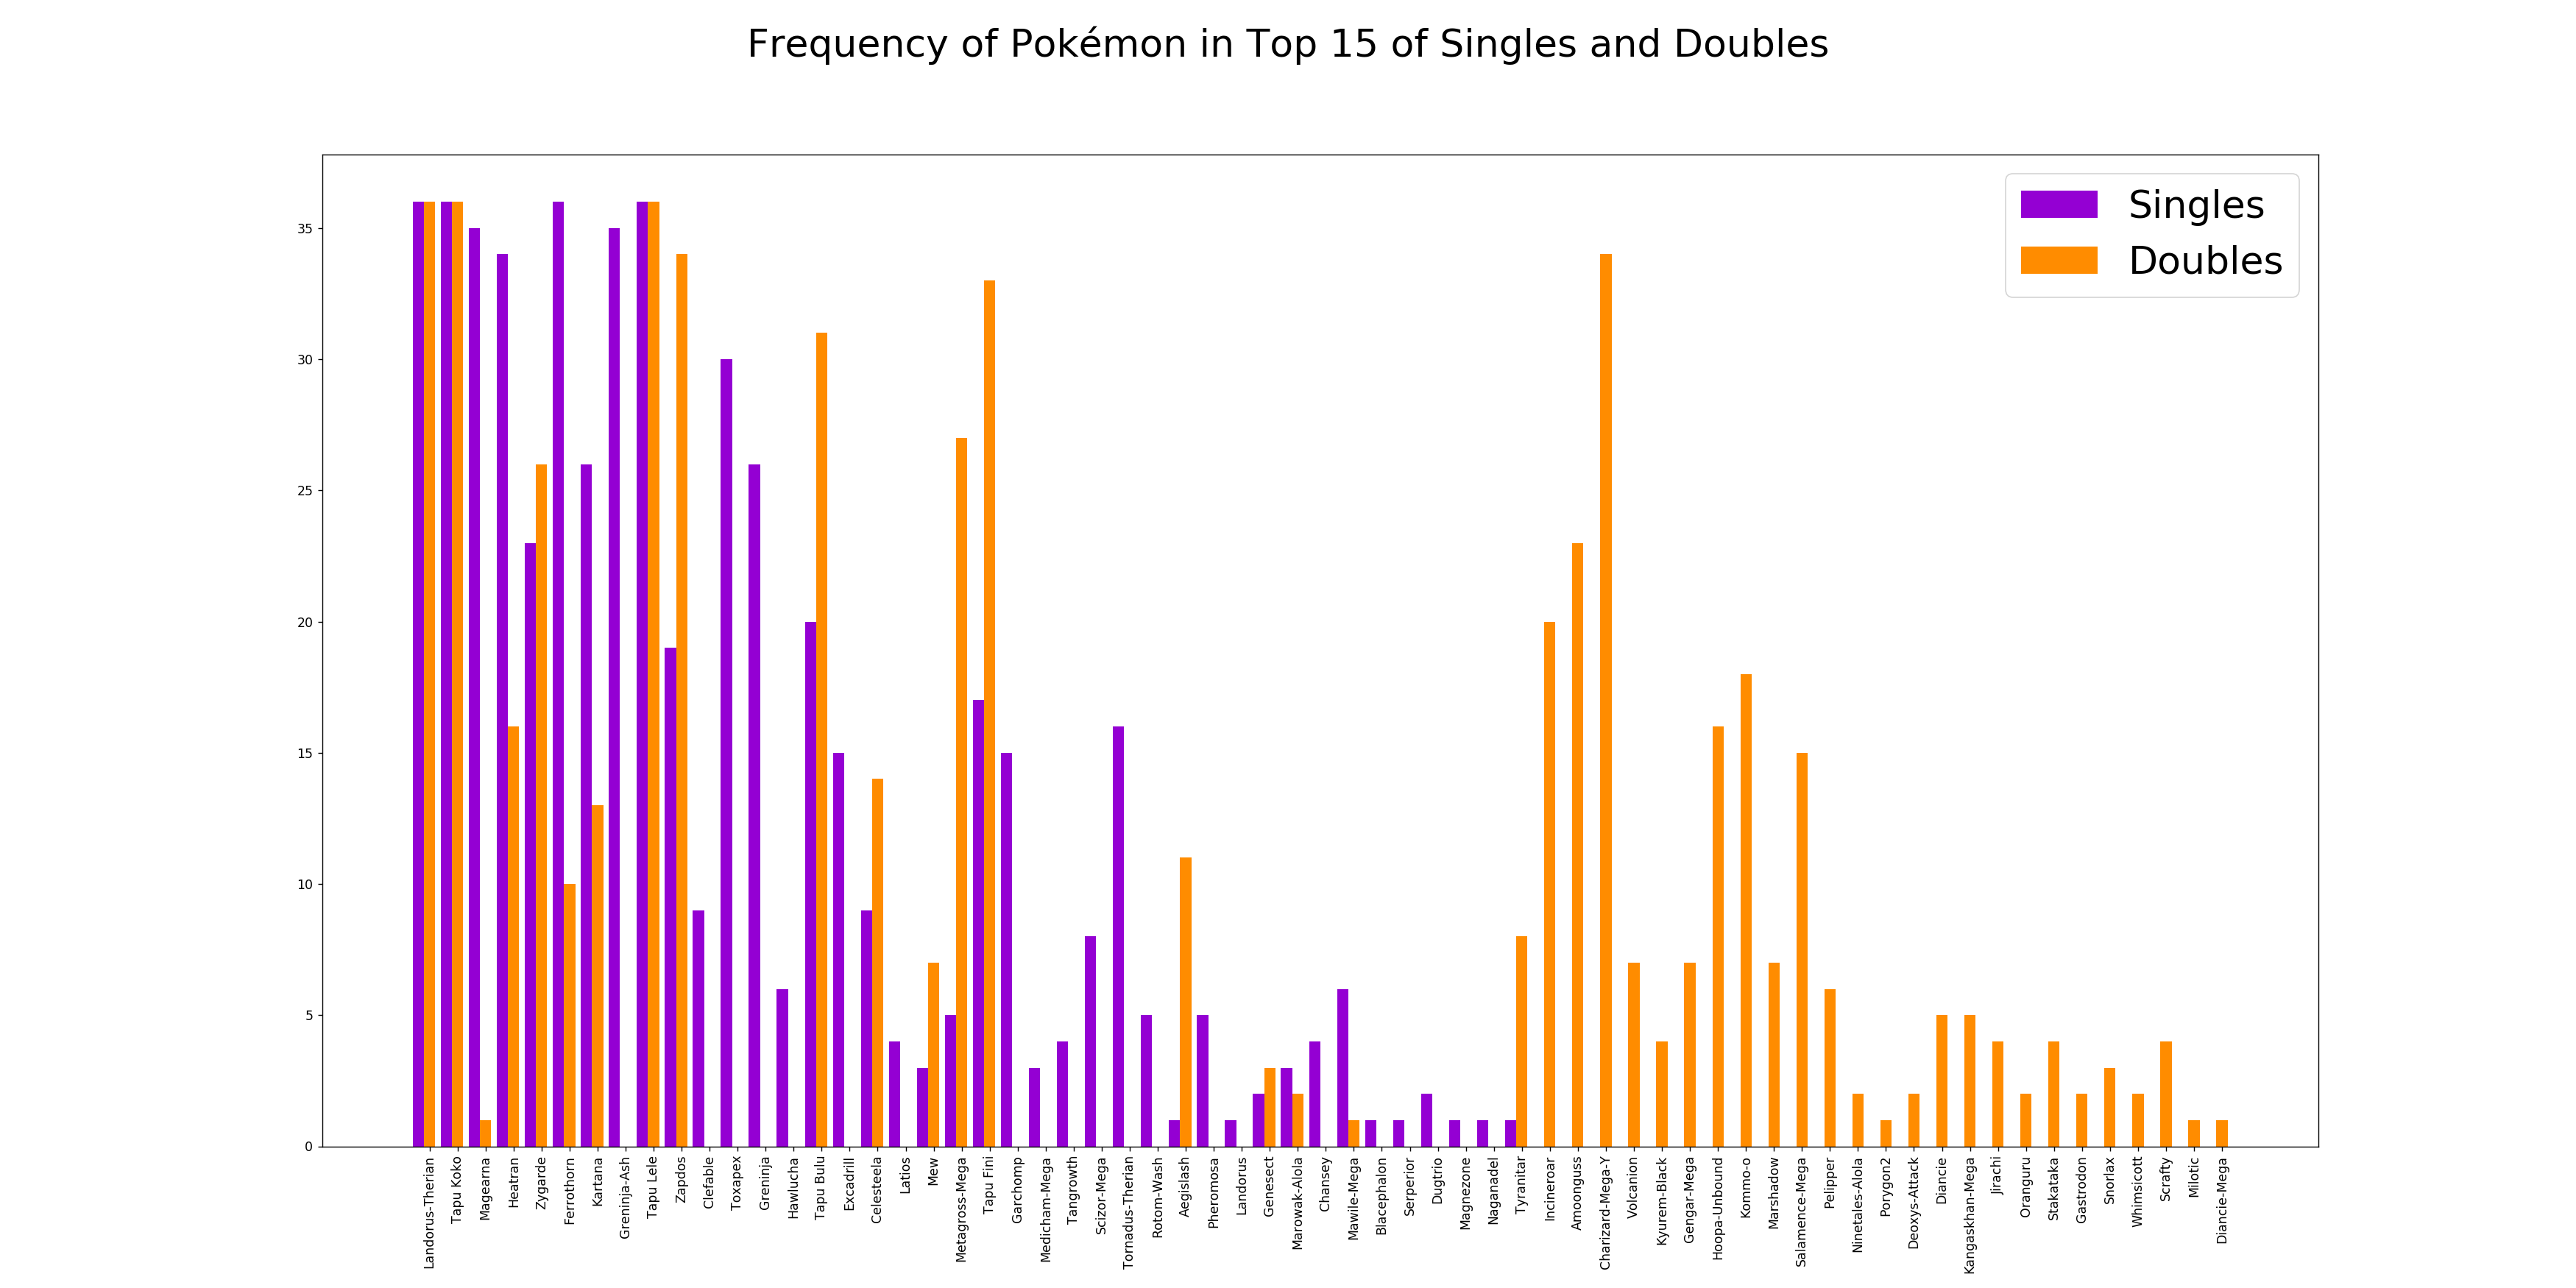 Frequency of Pokémon in Top 15 of Singles and Doubles
Singles
Doubles
35
30
25
20
15
10
5
0
Landorus-Therian
Tapu Koko
Magearna
Heatran
Zygarde
Ferrothorn
Kartana
Greninja-Ash
Tapu Lele
Zapdos
Clefable
Toxapex
Greninja
Hawlucha
Tapu Bulu
Excadrill
Celesteela
Latios
Mew
Metagross-Mega
Tapu Fini
Garchomp
Medicham-Mega
Tangrowth
Scizor-Mega
Tornadus-Therian
Rotom-Wash
Aegislash
Pheromosa
Landorus
Genesect
Marowak-Alola
Chansey
Mawile-Mega
Blacephalon
Serperior
Dugtrio
Magnezone
Naganadel
Tyranitar
Incineroar
Amoonguss
Charizard-Mega-Y
Volcanion
Kyurem-Black
Gengar-Mega
Hoopa-Unbound
Kommo-o
Marshadow
Salamence-Mega
Pelipper
Ninetales-Alola
Porygon2
Deoxys-Attack
Diancie
Kangaskhan-Mega
Jirachi
Oranguru
Stakataka
Gastrodon
Snorlax
Whimsicott
Scrafty
Milotic
Diancie-Mega